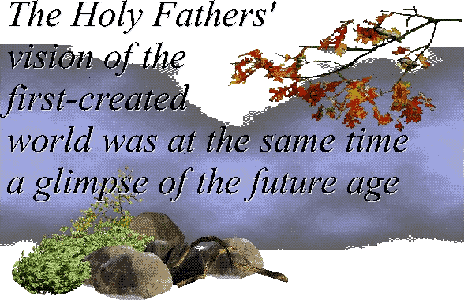 The Holy Fathers'
vision of the
first-created
world was at the same time
a glimpse of the future age